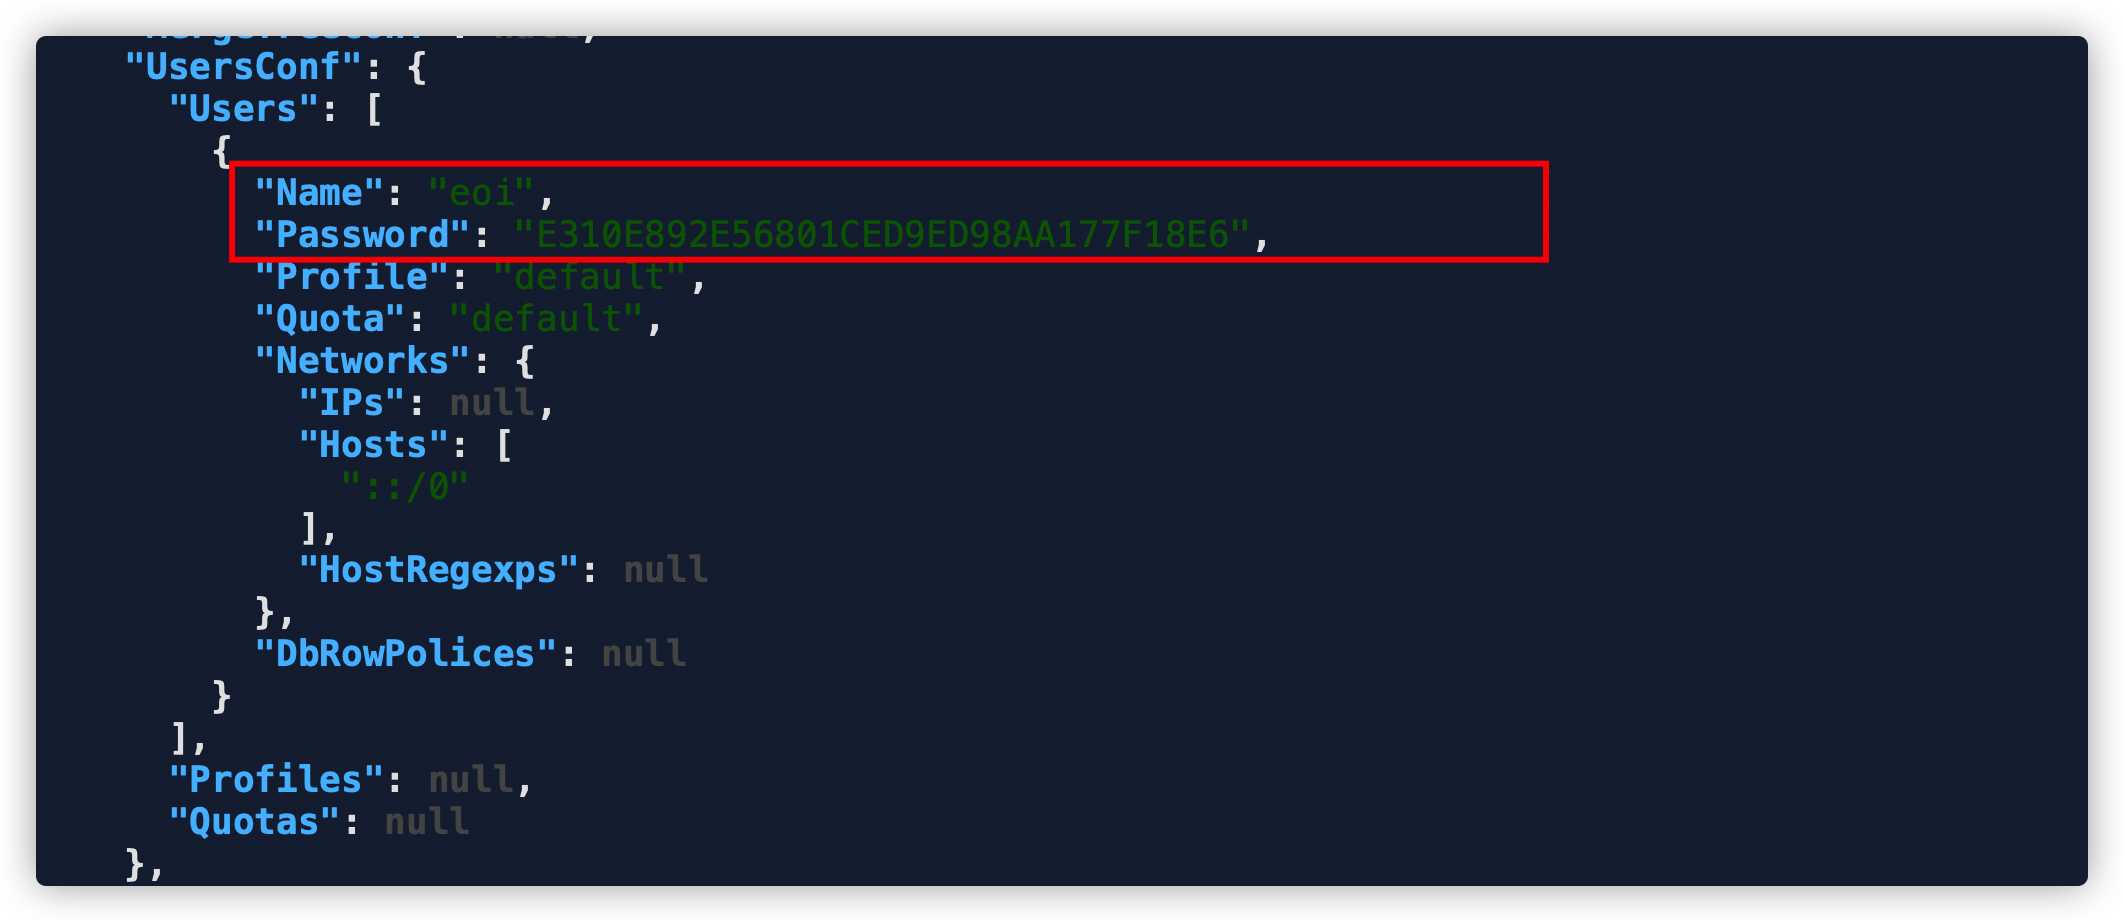 "UsersConf": {
"Users": [
{
"Name": "eoi",
"Password": "E310E892E56801CED9ED98AA177F18E6",
"Profile": "default",
"Quota": "default",
"Networks": {
"IPs": null,
"Hosts": [
"::/0"
],
"HostRegexps": null
},
"DbRowPolices": null
}
],
"Profiles": null,
"Quotas": null
},